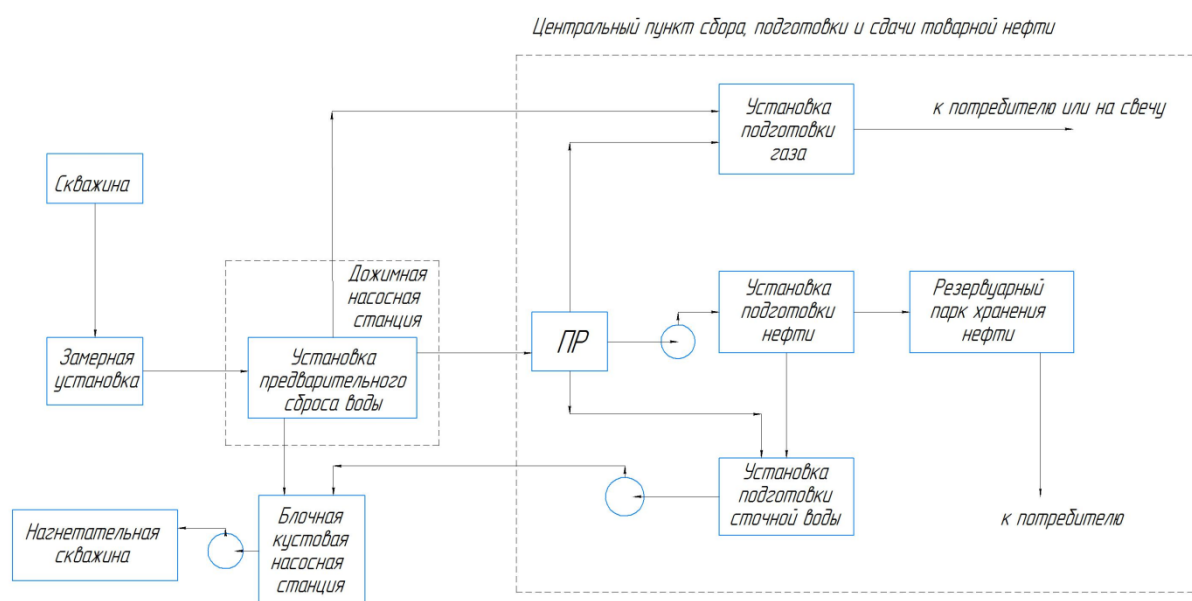 Центральный пункт сбора, подготовки и сдачи товарной нефти
Установка
подготовки
газа
к потребителю или на свечу
Скважина
Дожимная
насосная
станция
Замерная
установка
Установка
предварительного
сброса воды
ПР
Установка
подготовки
нефти
Резервуарный
парк хранения
нефти
Установка
подготовки
сточной воды
к потребителю
Блочная
кустовая
насосная
станция
Нагнетательная
скважина